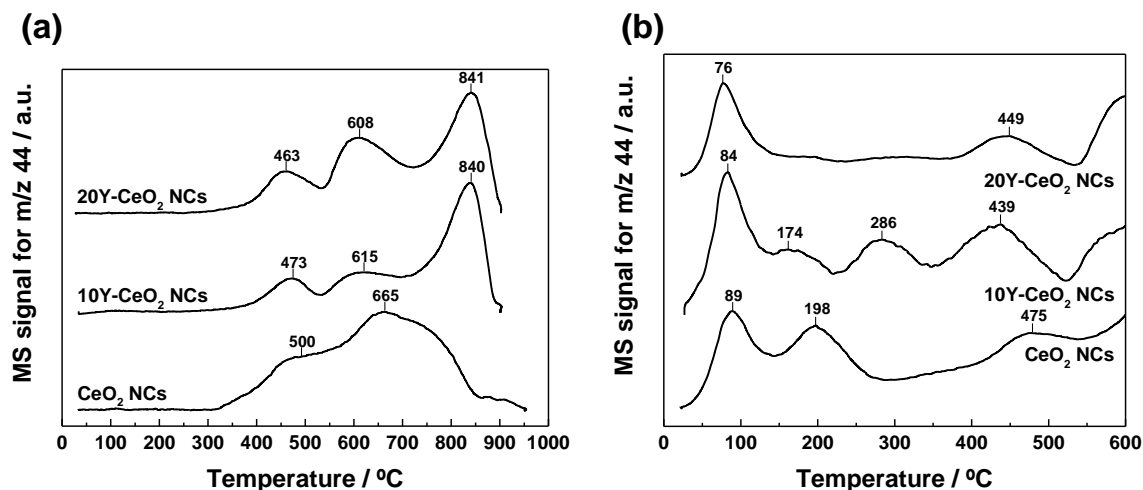 (a)
MS signal for m/z 44 / a.u.
841
608
463
20Y-CeO₂ NCs
840
473
615
10Y-CeO₂ NCs
665
500
CeO₂ NCs
0 100 200 300 400 500 600 700 800 900 1000
Temperature / ºC
(b)
MS signal for m/z 44 / a.u.
76
449
20Y-CeO₂ NCs
84
174
286
439
10Y-CeO₂ NCs
89
198
475
CeO₂ NCs
0 100 200 300 400 500 600
Temperature / ºC